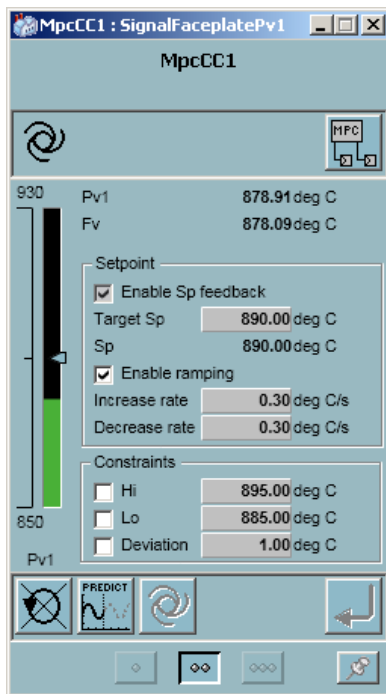 MpcCC1 : SignalFaceplatePv1
MpcCC1
MPC
930
Pv1 878.91 deg C
Fv 878.09 deg C
Setpoint
Enable Sp feedback
Target Sp 890.00 deg C
Sp 890.00 deg C
Enable ramping
Increase rate 0.30 deg C/s
Decrease rate 0.30 deg C/s
Constraints
Hi 895.00 deg C
Lo 885.00 deg C
850
Deviation 1.00 deg C
Pv1
PREDICT